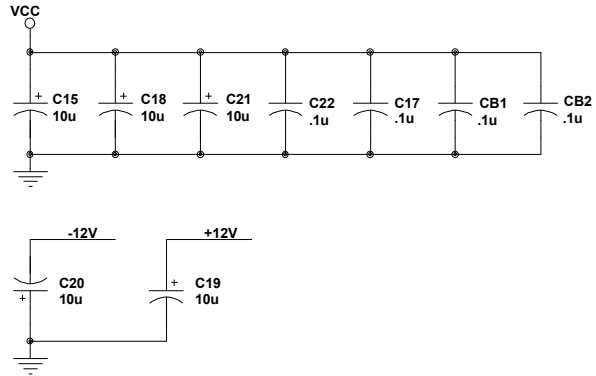 VCC
+ C15
10u
+ C18
10u
+ C21
10u
C22
.1u
C17
.1u
CB1
.1u
CB2
.1u
-12V
+12V
C20
+ 10u
+ C19
10u